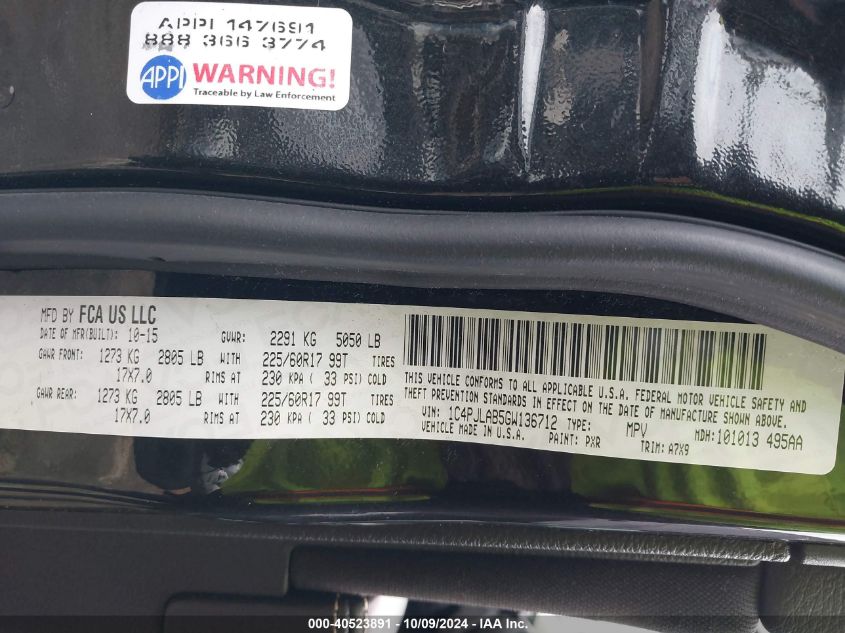 APPI 147691
888 366 3774
APPI WARNING!
Traceable by Law Enforcement
MFD BY FCA US LLC
DATE OF MFR(BUILT): 10-15 GVWR: 2291 KG 5050 LB
GAWR FRONT: 1273 KG 2805 LB WITH 225/60R17 99T TIRES
17X7.0 RIMS AT 230 KPA ( 33 PSI) COLD
GAWR REAR: 1273 KG 2805 LB WITH 225/60R17 99T TIRES
17X7.0 RIMS AT 230 KPA ( 33 PSI) COLD
THIS VEHICLE CONFORMS TO ALL APPLICABLE U.S.A. FEDERAL MOTOR VEHICLE SAFETY AND
THEFT PREVENTION STANDARDS IN EFFECT ON THE DATE OF MANUFACTURE SHOWN ABOVE.
VIN: 1C4PJLAB5GW136712 TYPE: MPV MDH:101013 495AA
VEHICLE MADE IN U.S.A. PAINT: PXR TRIM: A7X9
000-40523891 - 10/09/2024 - IAA Inc.